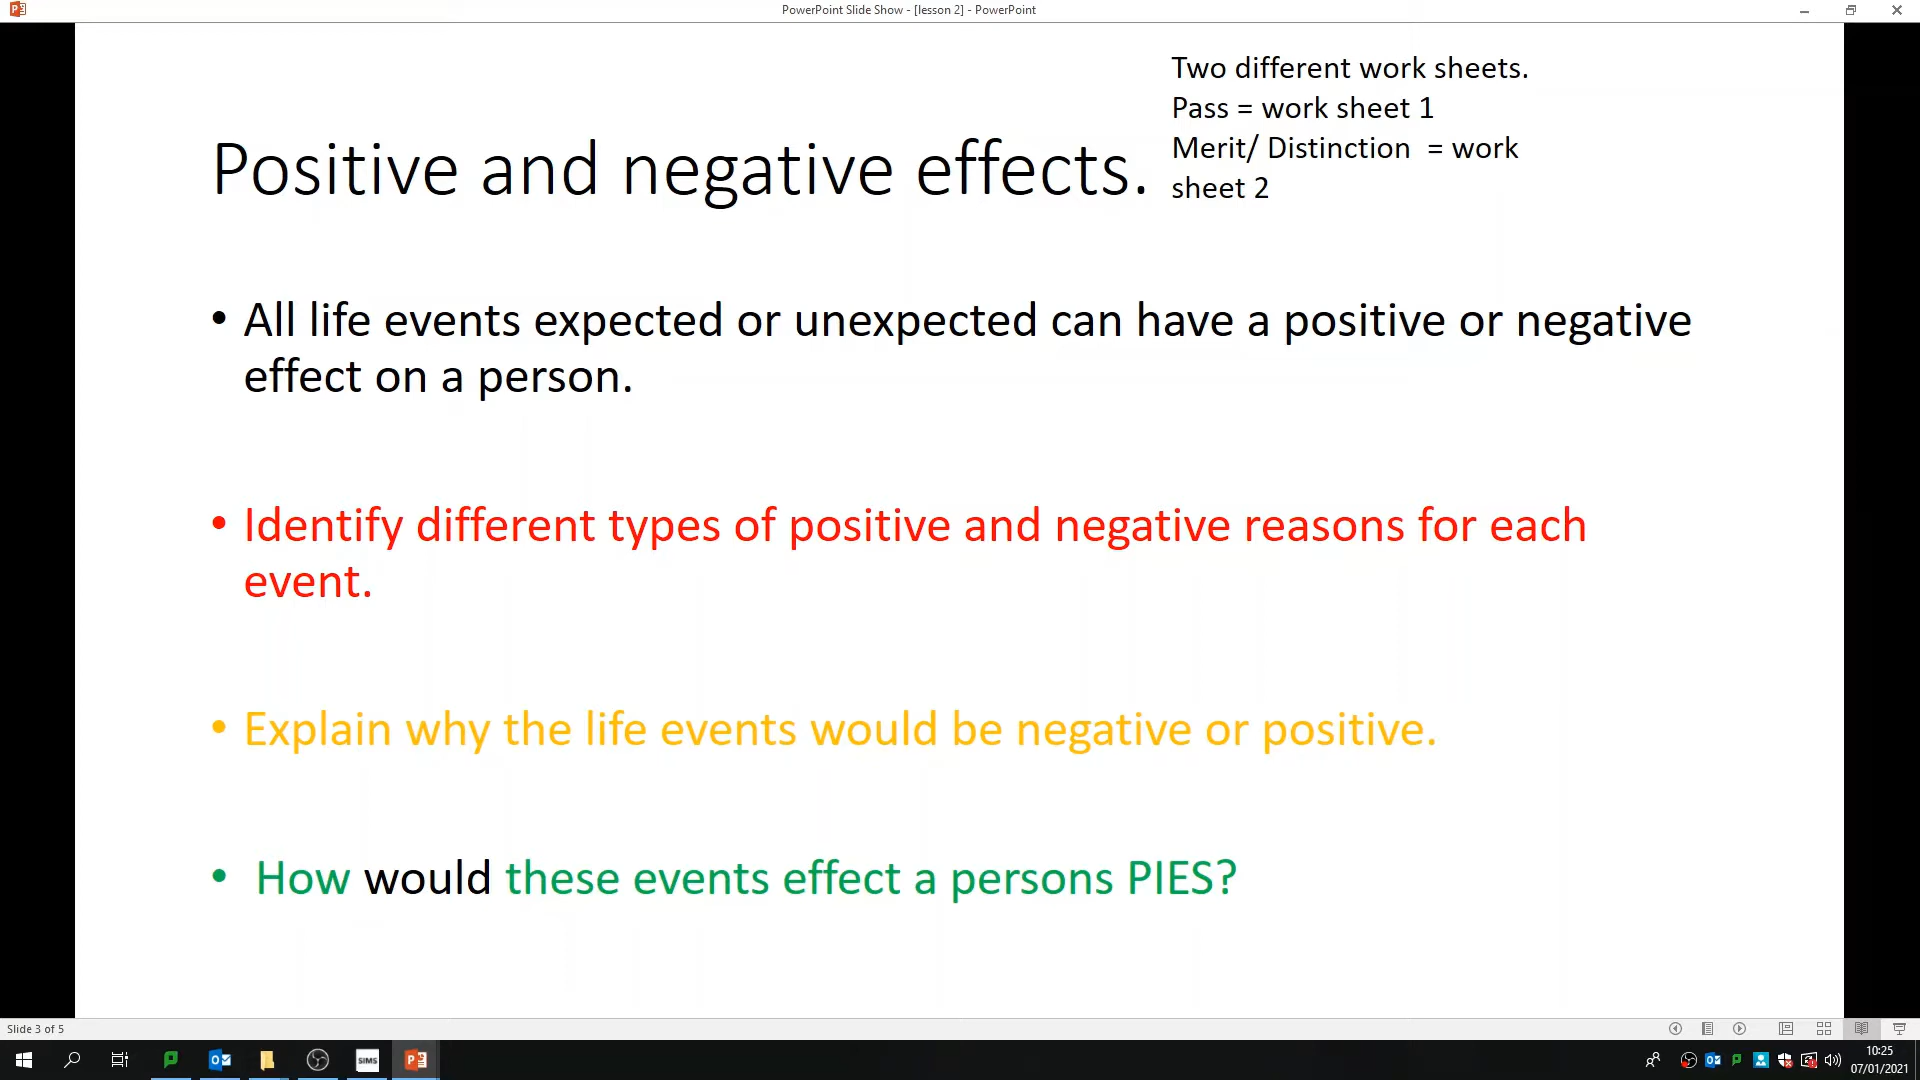 PowerPoint Slide Show - [lesson 2] - PowerPoint
Two different work sheets.
Pass = work sheet 1
Merit/ Distinction  = work
sheet 2
Positive and negative effects.
• All life events expected or unexpected can have a positive or negative
effect on a person.
• Identify different types of positive and negative reasons for each
event.
• Explain why the life events would be negative or positive.
• How would these events effect a persons PIES?
Slide 3 of 5
SIMS
10:25
07/01/2021